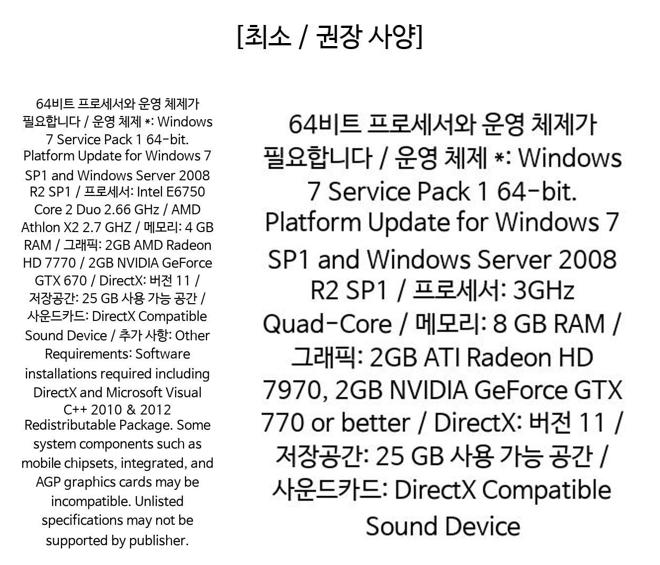 [최소 / 권장 사양]
64비트 프로세서와 운영 체제가
필요합니다 / 운영 체제 *: Windows
7 Service Pack 1 64-bit.
Platform Update for Windows 7
SP1 and Windows Server 2008
R2 SP1 / 프로세서: Intel E6750
Core 2 Duo 2.66 GHz / AMD
Athlon X2 2.7 GHZ / 메모리: 4 GB
RAM / 그래픽: 2GB AMD Radeon
HD 7770 / 2GB NVIDIA GeForce
GTX 670 / DirectX: 버전 11 /
저장공간: 25 GB 사용 가능 공간 /
사운드카드: DirectX Compatible
Sound Device / 추가 사항: Other
Requirements: Software
installations required including
DirectX and Microsoft Visual
C++ 2010 & 2012
Redistributable Package. Some
system components such as
mobile chipsets, integrated, and
AGP graphics cards may be
incompatible. Unlisted
specifications may not be
supported by publisher.
64비트 프로세서와 운영 체제가
필요합니다 / 운영 체제 *: Windows
7 Service Pack 1 64-bit.
Platform Update for Windows 7
SP1 and Windows Server 2008
R2 SP1 / 프로세서: 3GHz
Quad-Core / 메모리: 8 GB RAM /
그래픽: 2GB ATI Radeon HD
7970, 2GB NVIDIA GeForce GTX
770 or better / DirectX: 버전 11 /
저장공간: 25 GB 사용 가능 공간 /
사운드카드: DirectX Compatible
Sound Device